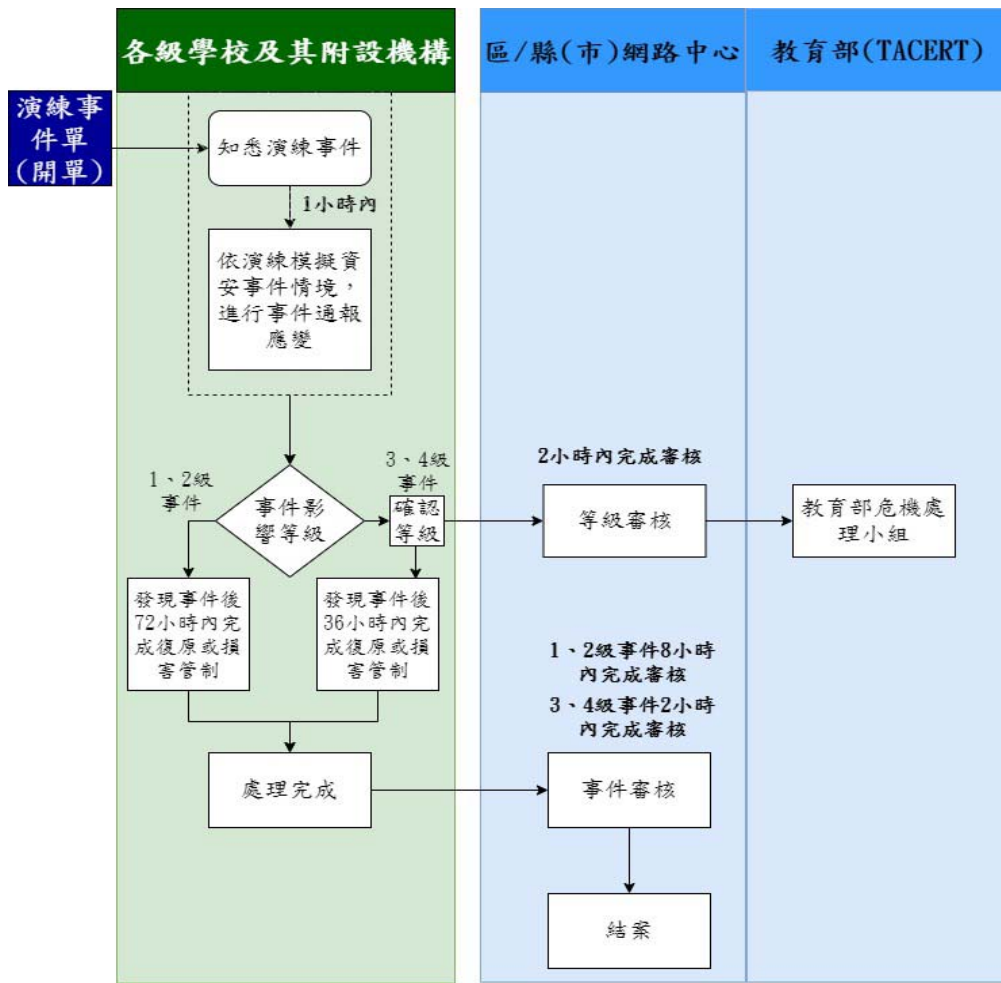 各級學校及其附設機構
區/縣(市)網路中心
教育部(TACERT)
演練事
件單
(開單)
知悉演練事件
1小時內
依演練模擬資
安事件情境，
進行事件通報
應變
1、2級
事件
事件影
響等級
3、4級
事件
確認
等級
2小時內完成審核
等級審核
教育部危機處
理小組
發現事件後
72小時內完
成復原或損
害管制
發現事件後
36小時內完
成復原或損
害管制
1、2級事件8小時
內完成審核
3、4級事件2小時
內完成審核
處理完成
事件審核
結案